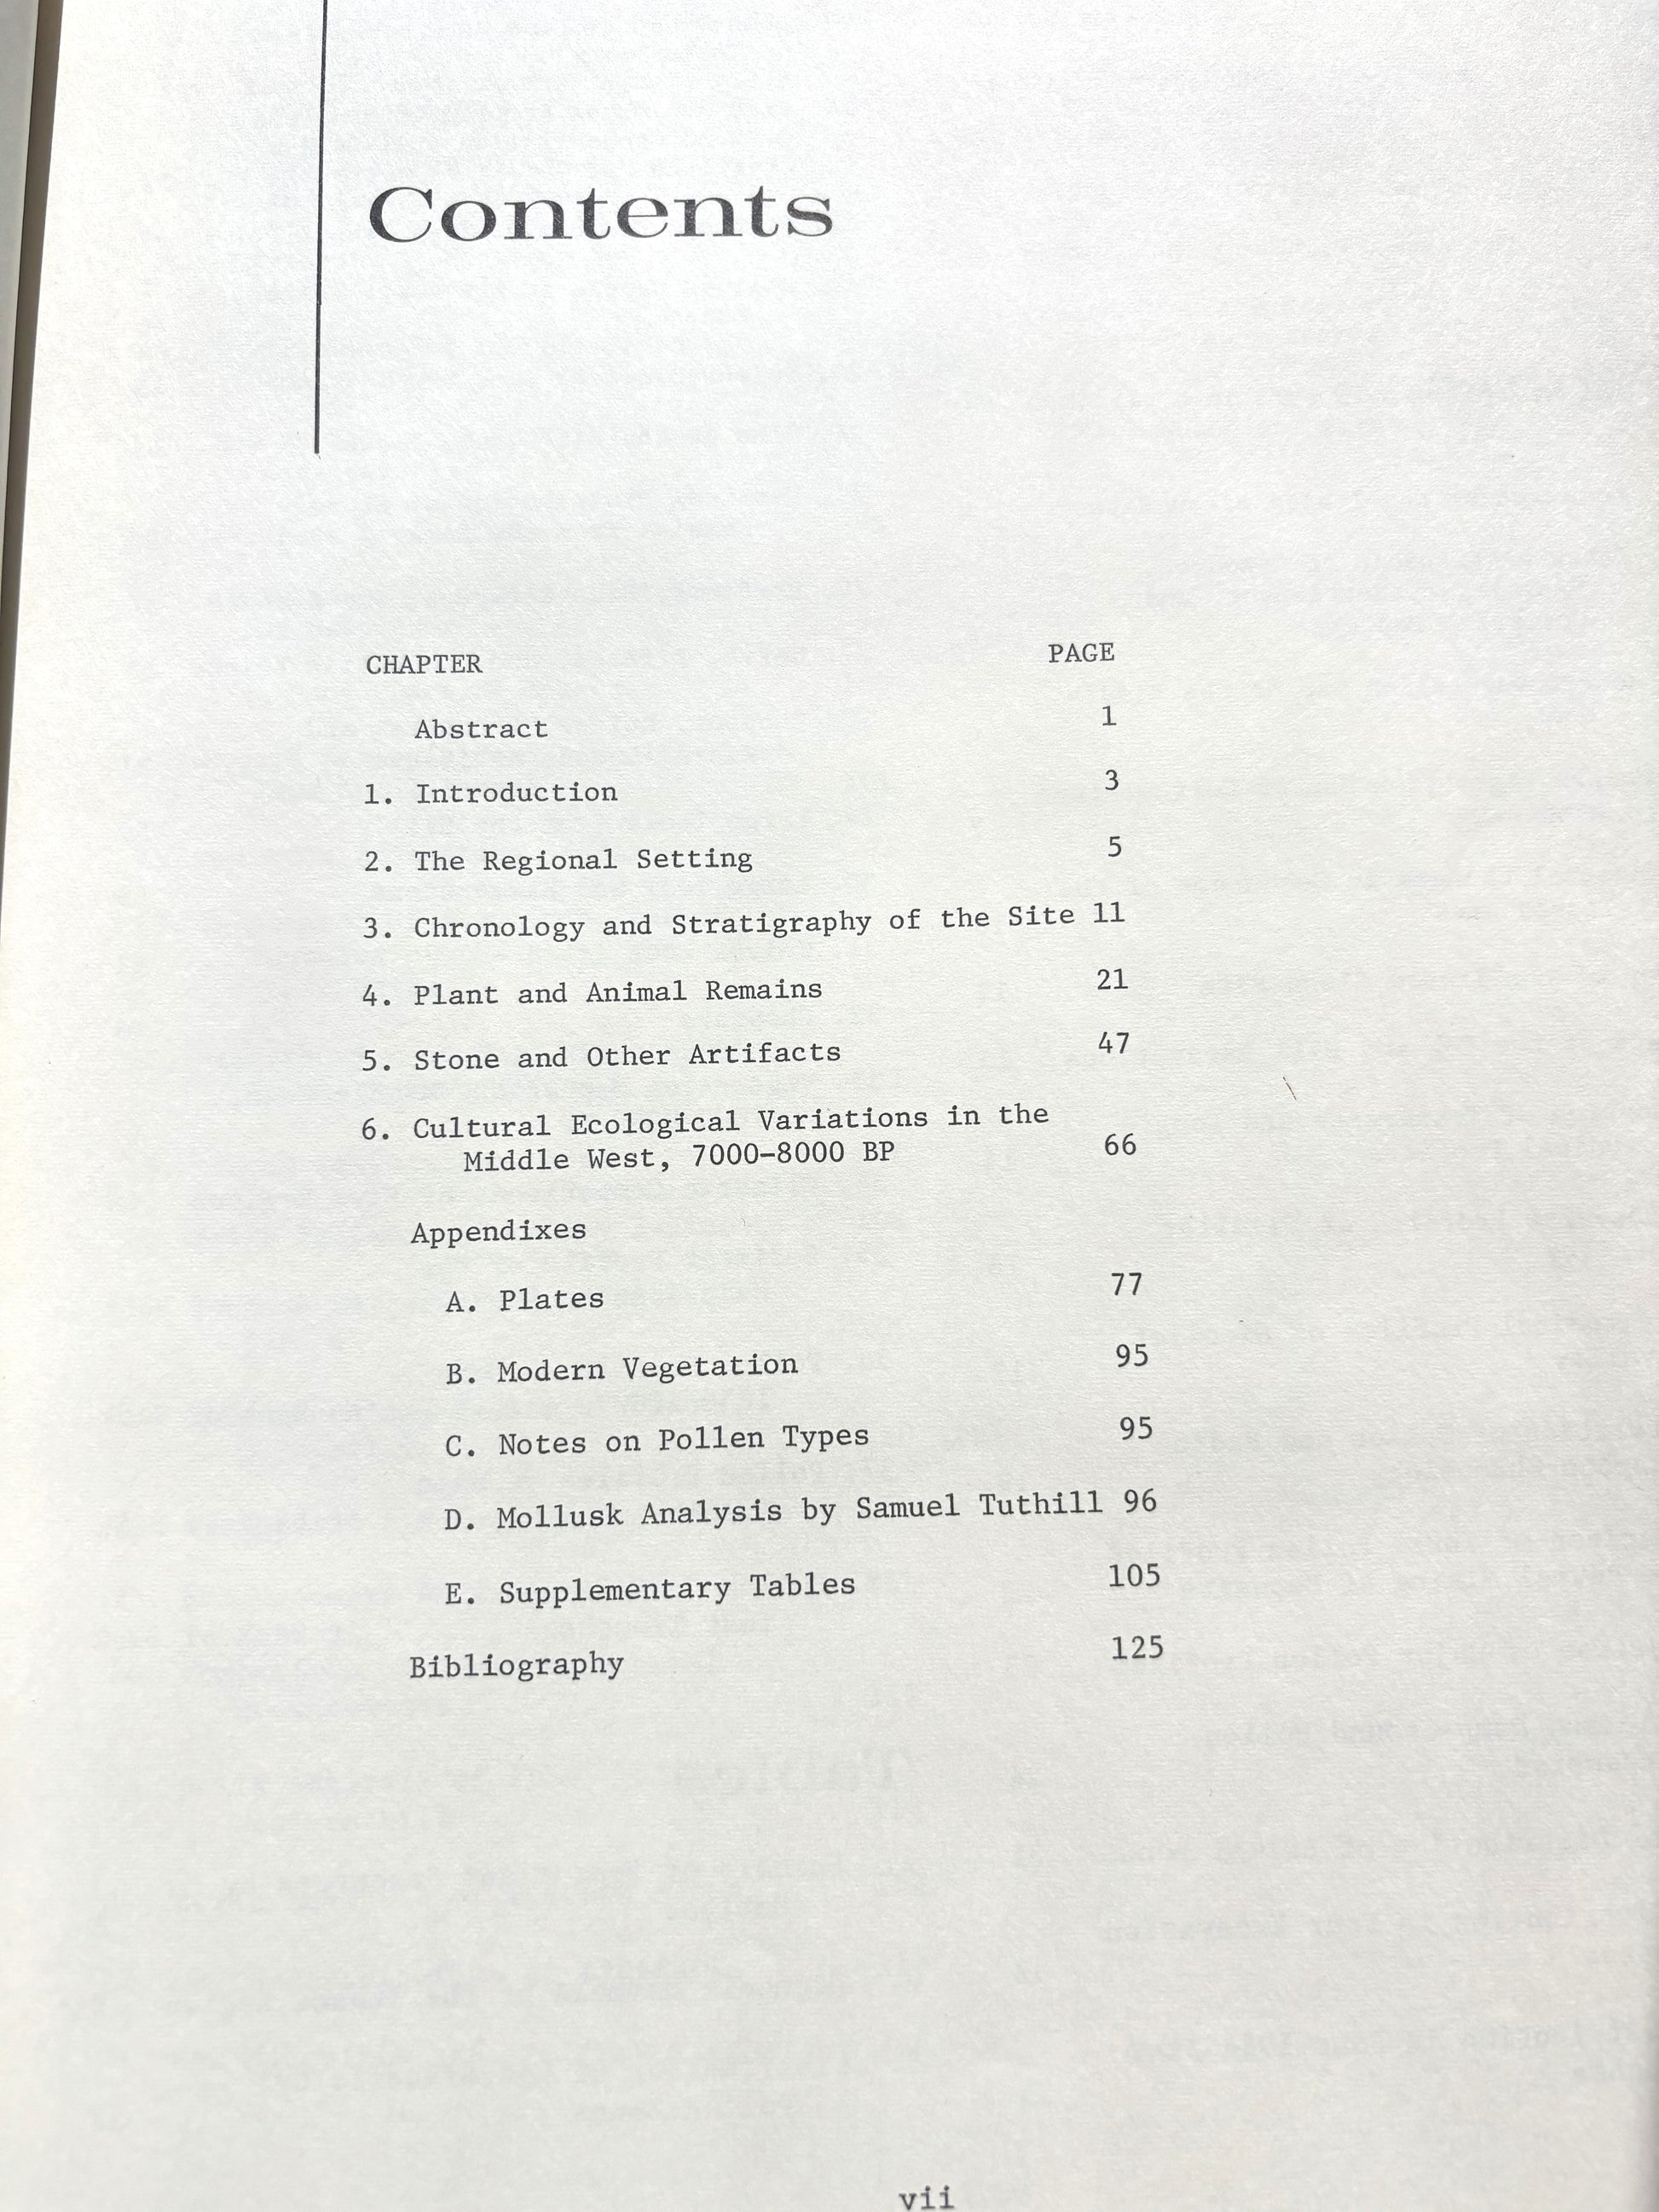 Contents
CHAPTER PAGE
Abstract 1
1. Introduction 3
2. The Regional Setting 5
3. Chronology and Stratigraphy of the Site 11
4. Plant and Animal Remains 21
5. Stone and Other Artifacts 47
6. Cultural Ecological Variations in the
Middle West, 7000-8000 BP 66
Appendixes
A. Plates 77
B. Modern Vegetation 95
C. Notes on Pollen Types 95
D. Mollusk Analysis by Samuel Tuthill 96
E. Supplementary Tables 105
Bibliography 125
vii